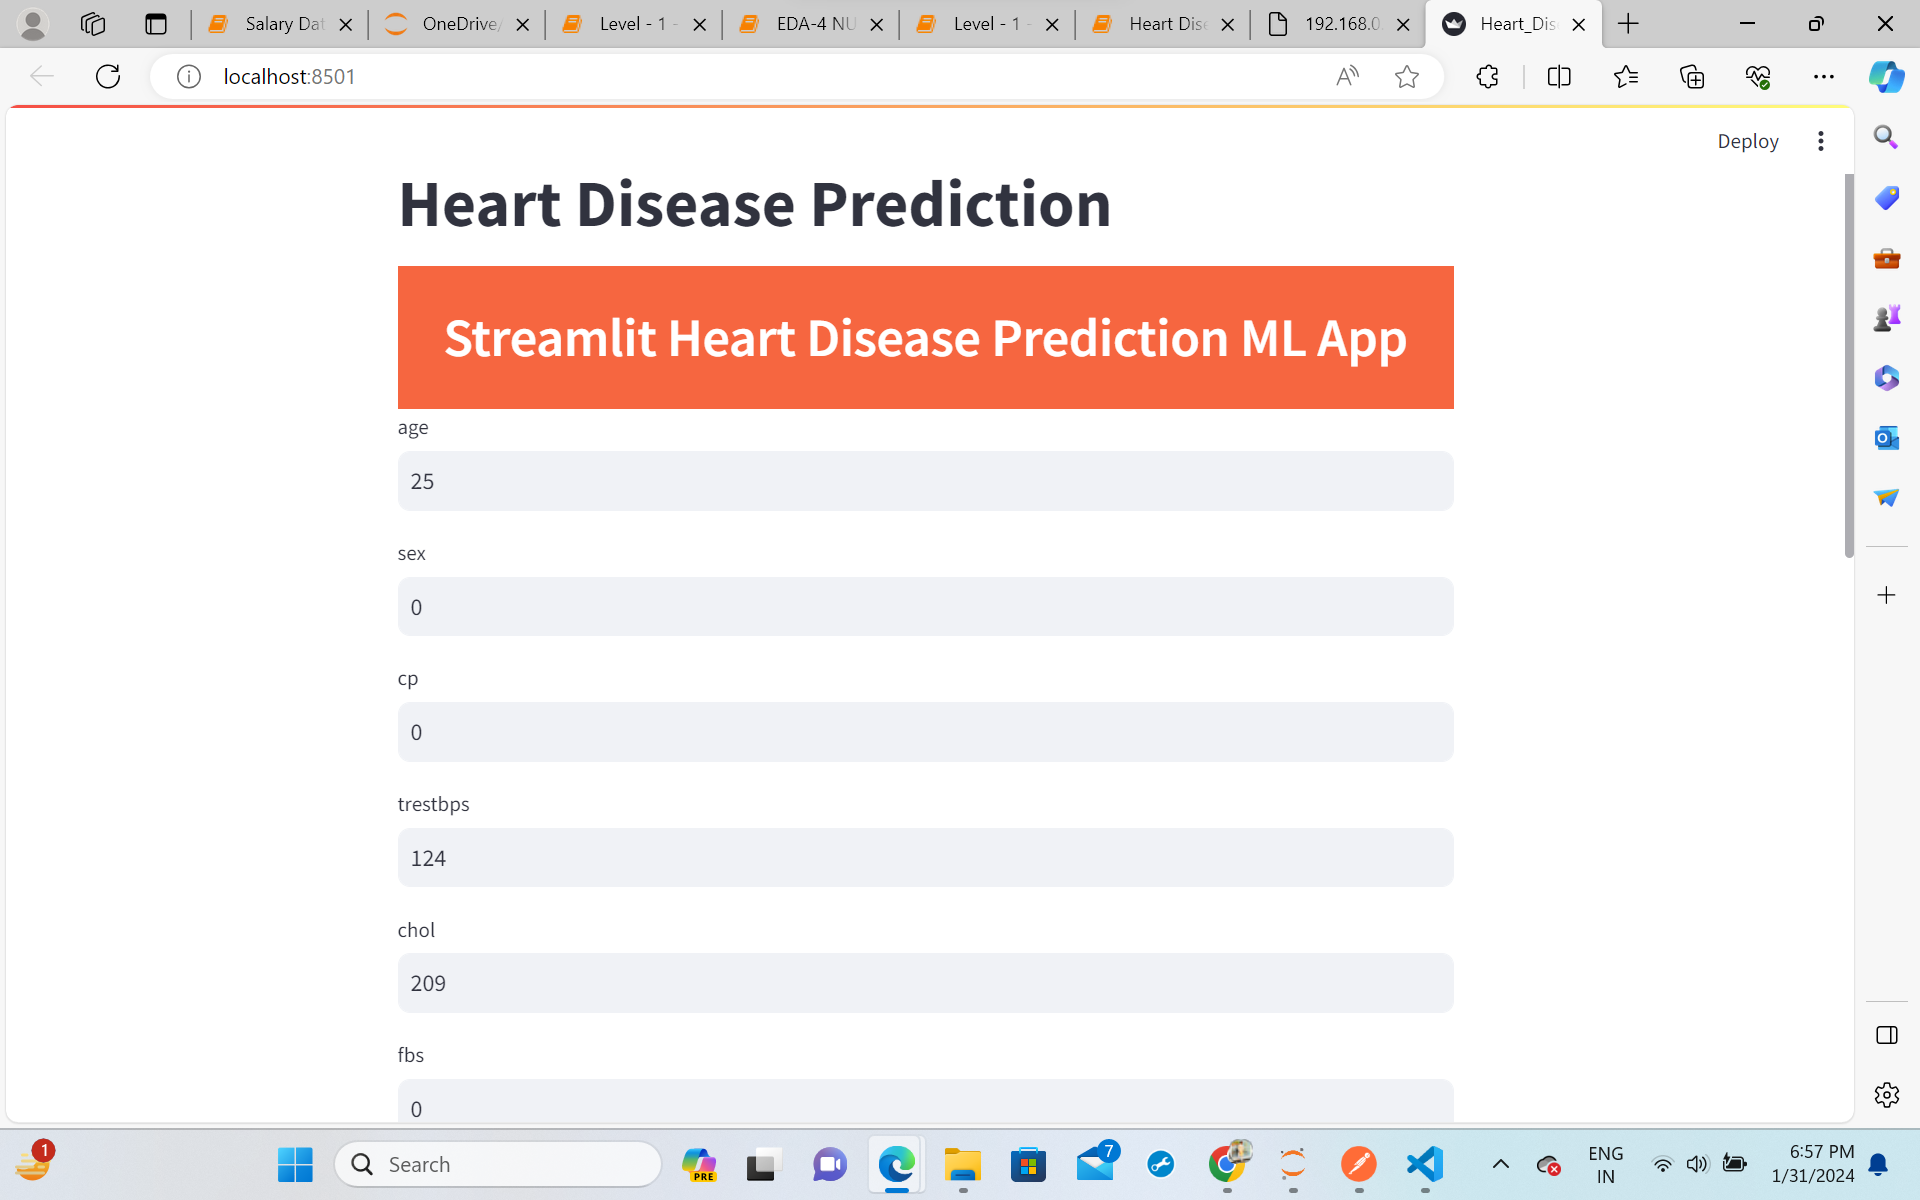 Salary Dat
OneDrive/
Level - 1 -
EDA-4 NU
Level - 1 -
Heart Dise
192.168.0.
Heart_Dis
localhost:8501
Deploy
Heart Disease Prediction
Streamlit Heart Disease Prediction ML App
age
25
sex
0
cp
0
trestbps
124
chol
209
fbs
0
1
Search
PRE
7
ENG
IN
6:57 PM
1/31/2024